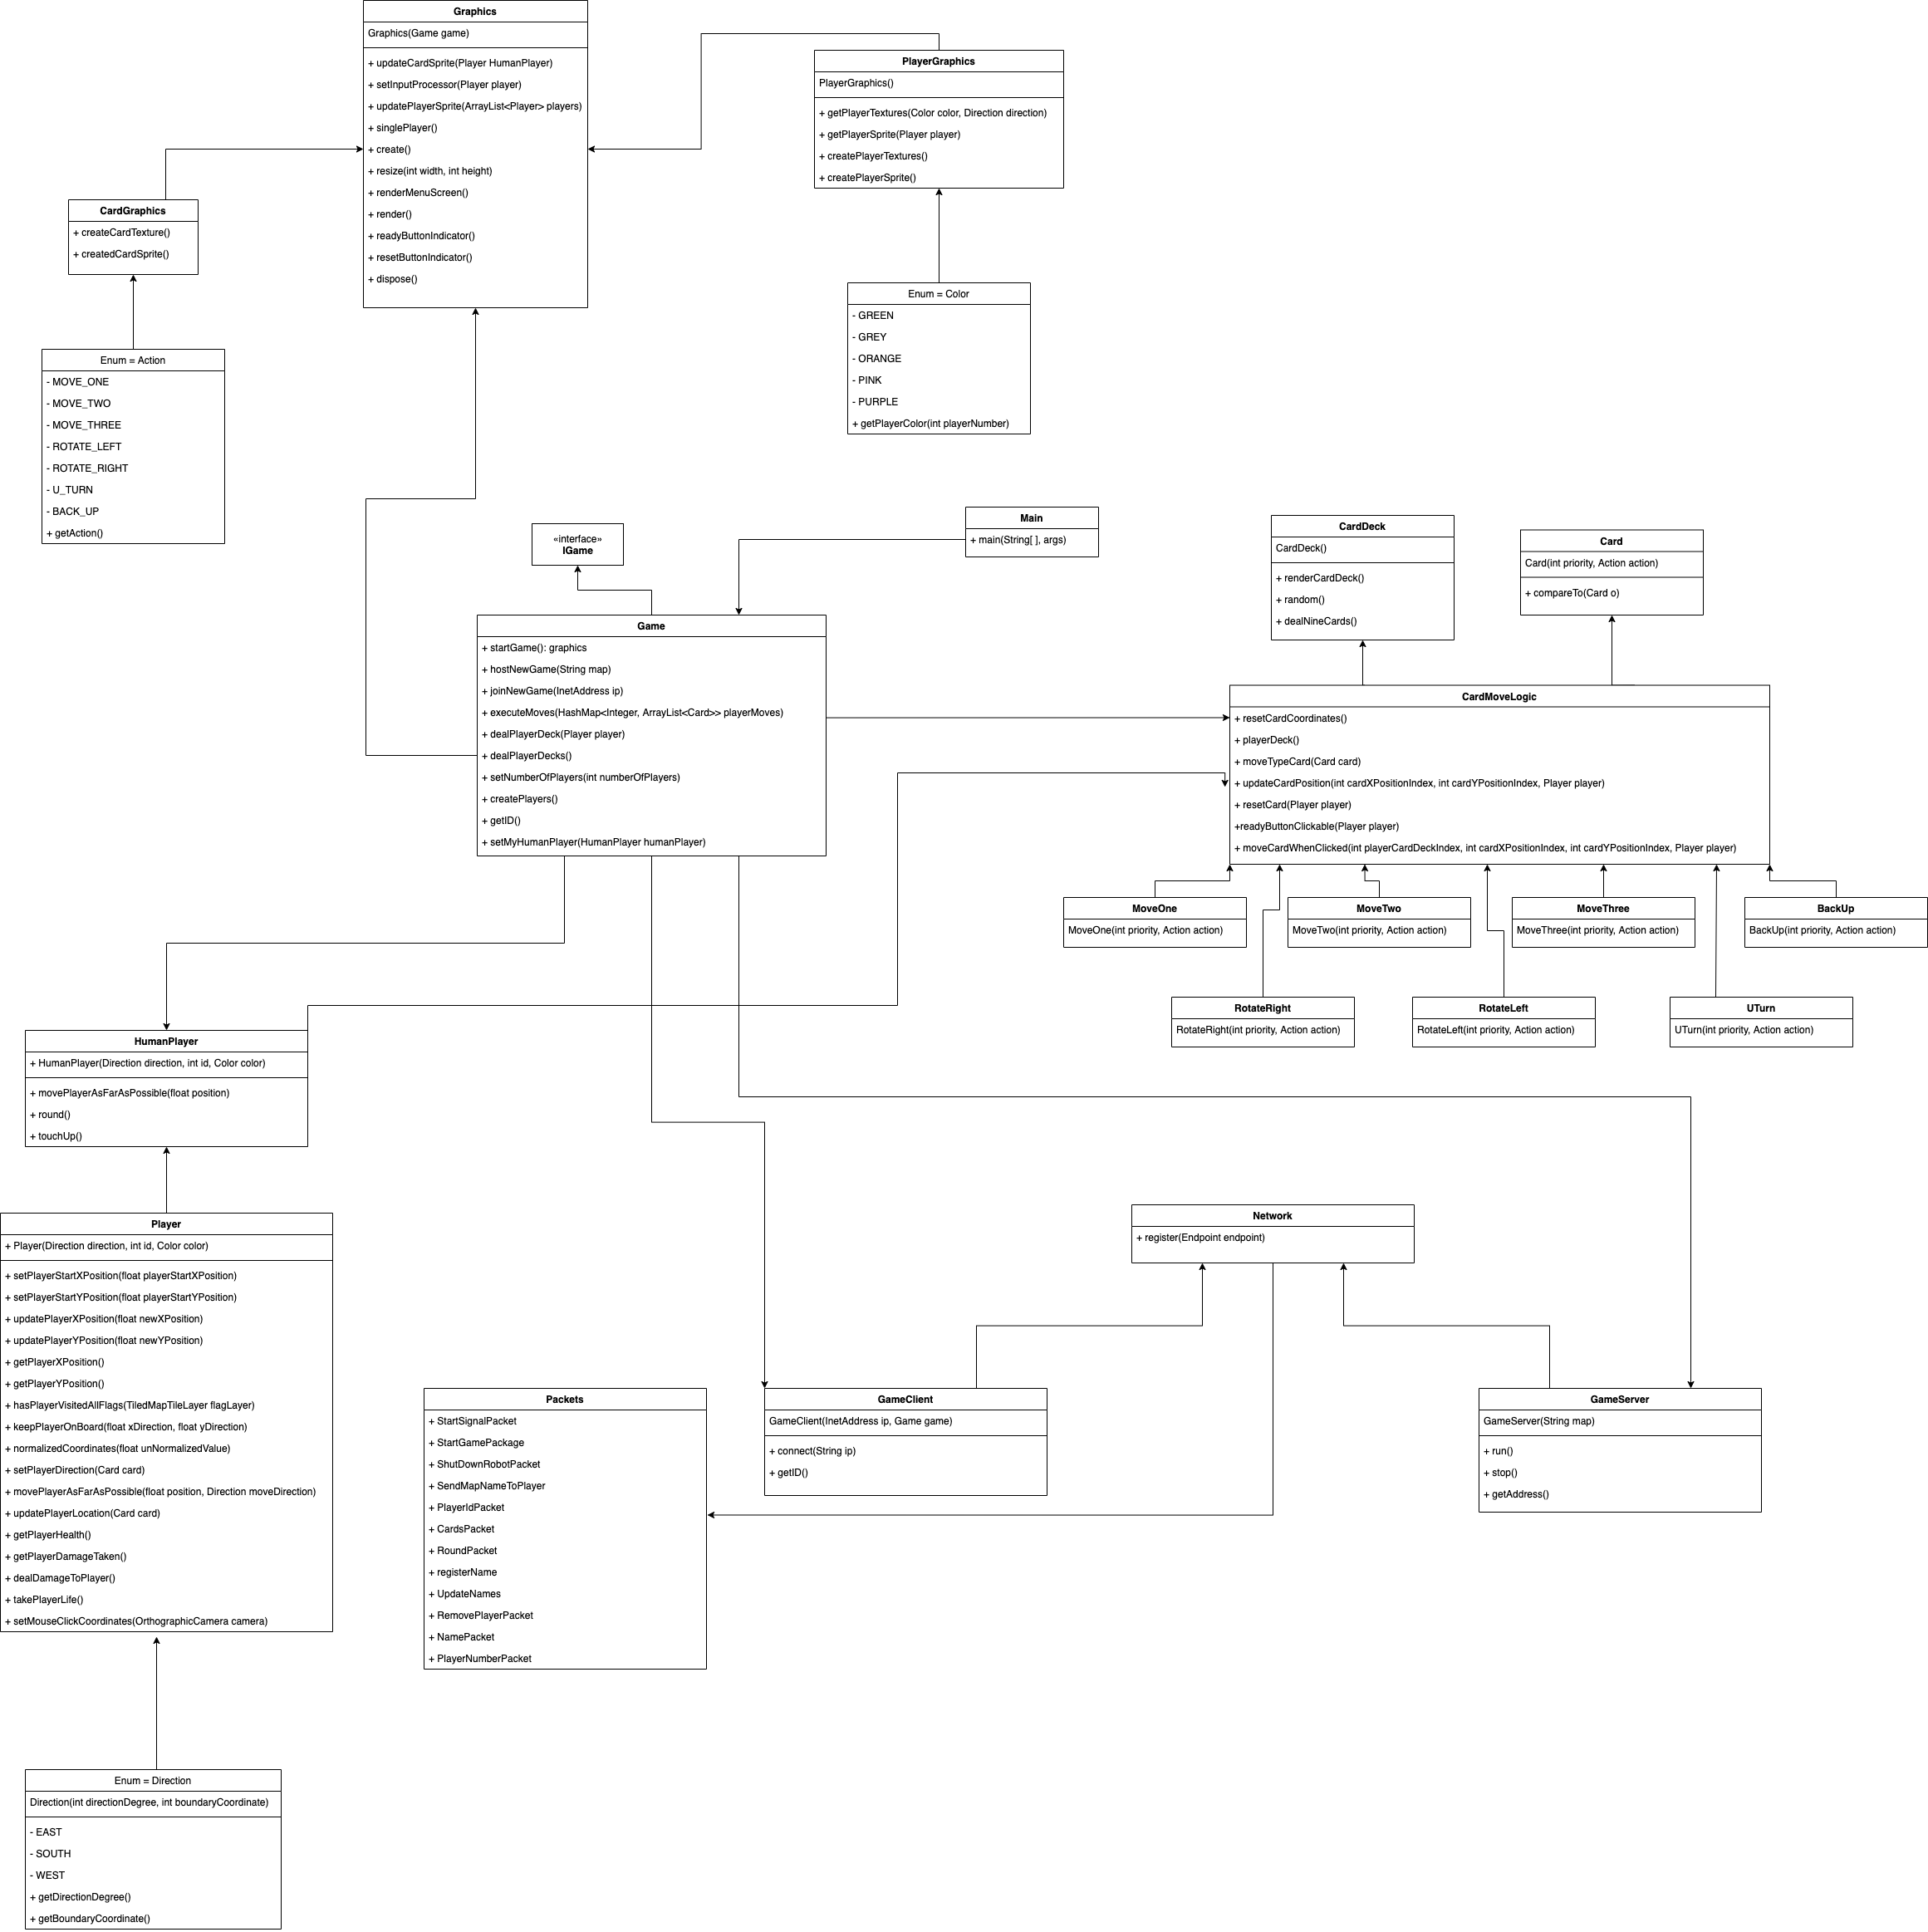 Graphics
Graphics(Game game)
+ updateCardSprite(Player HumanPlayer)
+ setInputProcessor(Player player)
+ updatePlayerSprite(ArrayList<Player> players)
+ singlePlayer()
+ create()
+ resize(int width, int height)
+ renderMenuScreen()
+ render()
+ readyButtonIndicator()
+ resetButtonIndicator()
+ dispose()
PlayerGraphics
PlayerGraphics()
+ getPlayerTextures(Color color, Direction direction)
+ getPlayerSprite(Player player)
+ createPlayerTextures()
+ createPlayerSprite()
CardGraphics
+ createCardTexture()
+ createdCardSprite()
Enum = Color
- GREEN
- GREY
- ORANGE
- PINK
- PURPLE
+ getPlayerColor(int playerNumber)
Enum = Action
- MOVE_ONE
- MOVE_TWO
- MOVE_THREE
- ROTATE_LEFT
- ROTATE_RIGHT
- U_TURN
- BACK_UP
+ getAction()
«interface»
IGame
Main
+ main(String[ ], args)
CardDeck
CardDeck()
+ renderCardDeck()
+ random()
+ dealNineCards()
Card
Card(int priority, Action action)
+ compareTo(Card o)
Game
+ startGame(): graphics
+ hostNewGame(String map)
+ joinNewGame(InetAddress ip)
+ executeMoves(HashMap<Integer, ArrayList<Card>> playerMoves)
+ dealPlayerDeck(Player player)
+ dealPlayerDecks()
+ setNumberOfPlayers(int numberOfPlayers)
+ createPlayers()
+ getID()
+ setMyHumanPlayer(HumanPlayer humanPlayer)
CardMoveLogic
+ resetCardCoordinates()
+ playerDeck()
+ moveTypeCard(Card card)
+ updateCardPosition(int cardXPositionIndex, int cardYPositionIndex, Player player)
+ resetCard(Player player)
+readyButtonClickable(Player player)
+ moveCardWhenClicked(int playerCardDeckIndex, int cardXPositionIndex, int cardYPositionIndex, Player player)
MoveOne
MoveOne(int priority, Action action)
MoveTwo
MoveTwo(int priority, Action action)
MoveThree
MoveThree(int priority, Action action)
BackUp
BackUp(int priority, Action action)
RotateRight
RotateRight(int priority, Action action)
RotateLeft
RotateLeft(int priority, Action action)
UTurn
UTurn(int priority, Action action)
HumanPlayer
+ HumanPlayer(Direction direction, int id, Color color)
+ movePlayerAsFarAsPossible(float position)
+ round()
+ touchUp()
Player
+ Player(Direction direction, int id, Color color)
+ setPlayerStartXPosition(float playerStartXPosition)
+ setPlayerStartYPosition(float playerStartYPosition)
+ updatePlayerXPosition(float newXPosition)
+ updatePlayerYPosition(float newYPosition)
+ getPlayerXPosition()
+ getPlayerYPosition()
+ hasPlayerVisitedAllFlags(TiledMapTileLayer flagLayer)
+ keepPlayerOnBoard(float xDirection, float yDirection)
+ normalizedCoordinates(float unNormalizedValue)
+ setPlayerDirection(Card card)
+ movePlayerAsFarAsPossible(float position, Direction moveDirection)
+ updatePlayerLocation(Card card)
+ getPlayerHealth()
+ getPlayerDamageTaken()
+ dealDamageToPlayer()
+ takePlayerLife()
+ setMouseClickCoordinates(OrthographicCamera camera)
Network
+ register(Endpoint endpoint)
Packets
+ StartSignalPacket
+ StartGamePackage
+ ShutDownRobotPacket
+ SendMapNameToPlayer
+ PlayerIdPacket
+ CardsPacket
+ RoundPacket
+ registerName
+ UpdateNames
+ RemovePlayerPacket
+ NamePacket
+ PlayerNumberPacket
GameClient
GameClient(InetAddress ip, Game game)
+ connect(String ip)
+ getID()
GameServer
GameServer(String map)
+ run()
+ stop()
+ getAddress()
Enum = Direction
Direction(int directionDegree, int boundaryCoordinate)
- EAST
- SOUTH
- WEST
+ getDirectionDegree()
+ getBoundaryCoordinate()